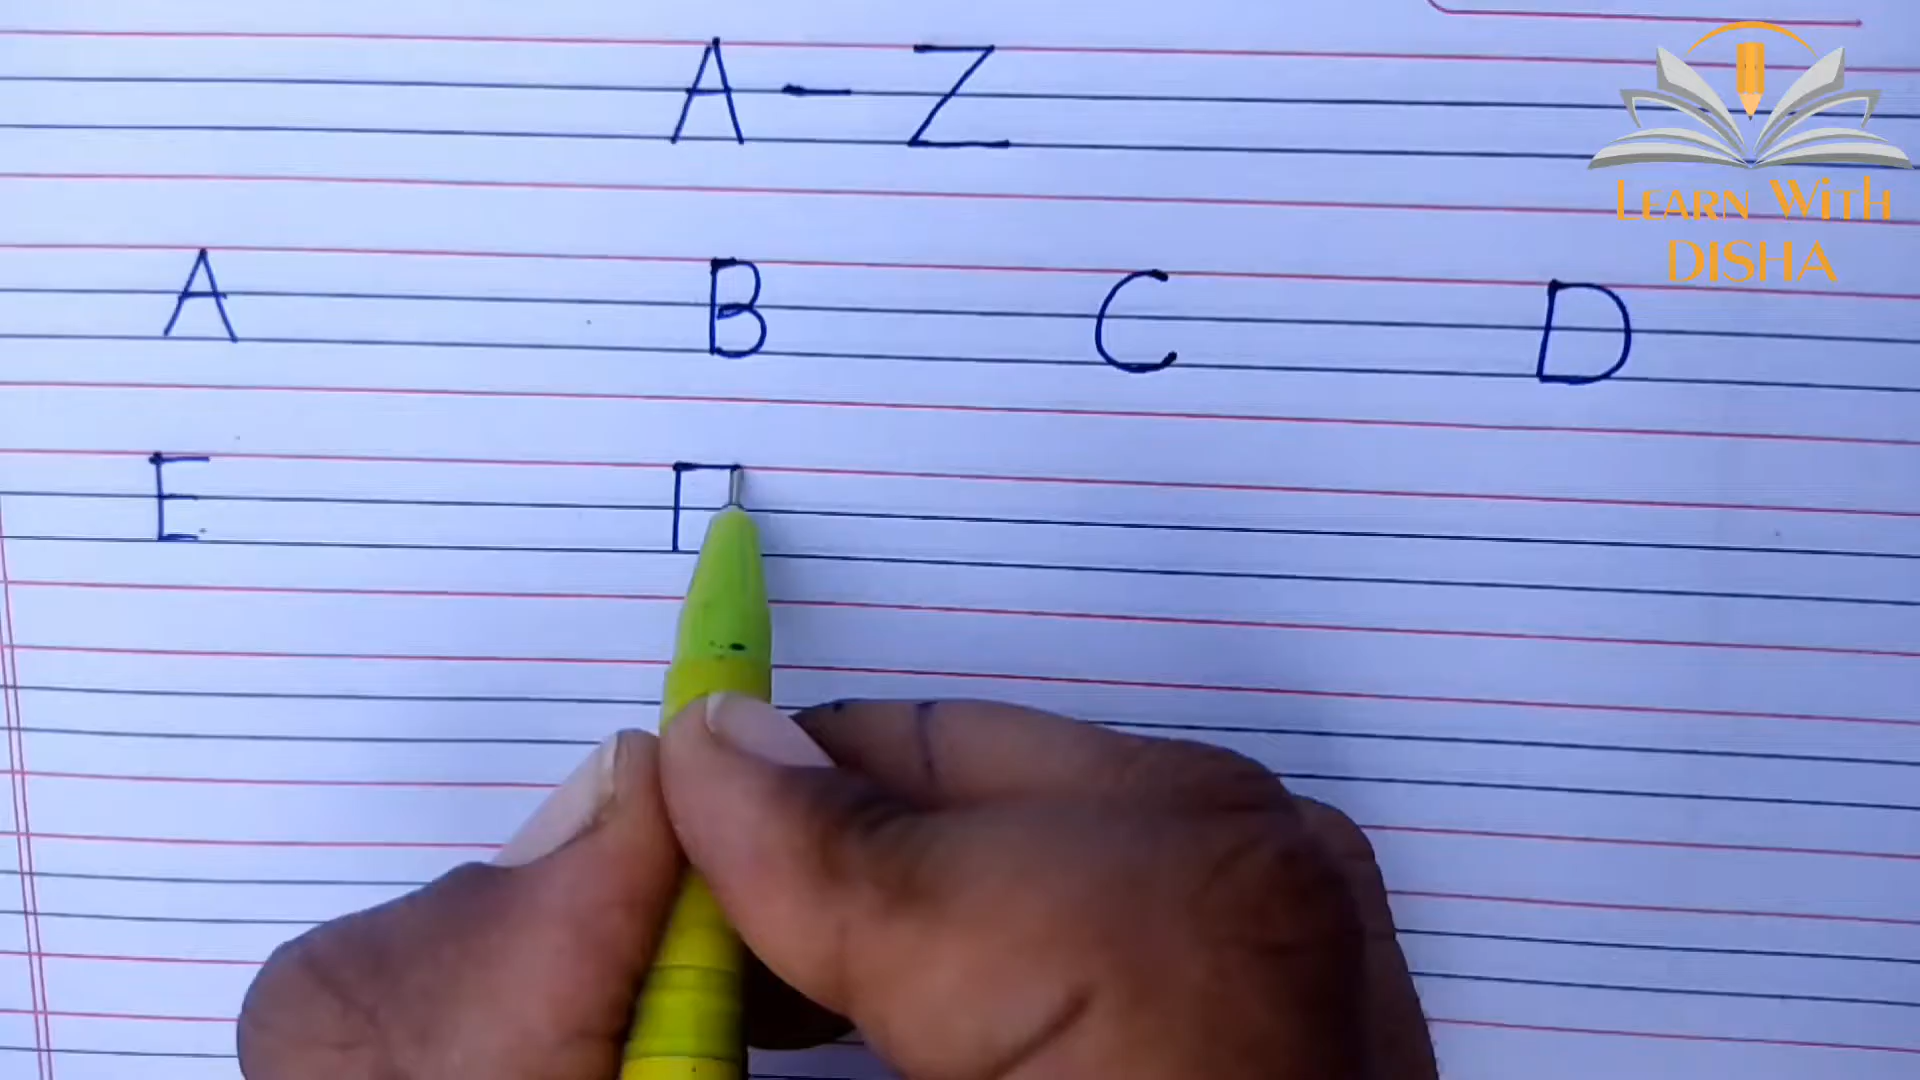 A - Z
LEARN WITH
DISHA
A B C D
E